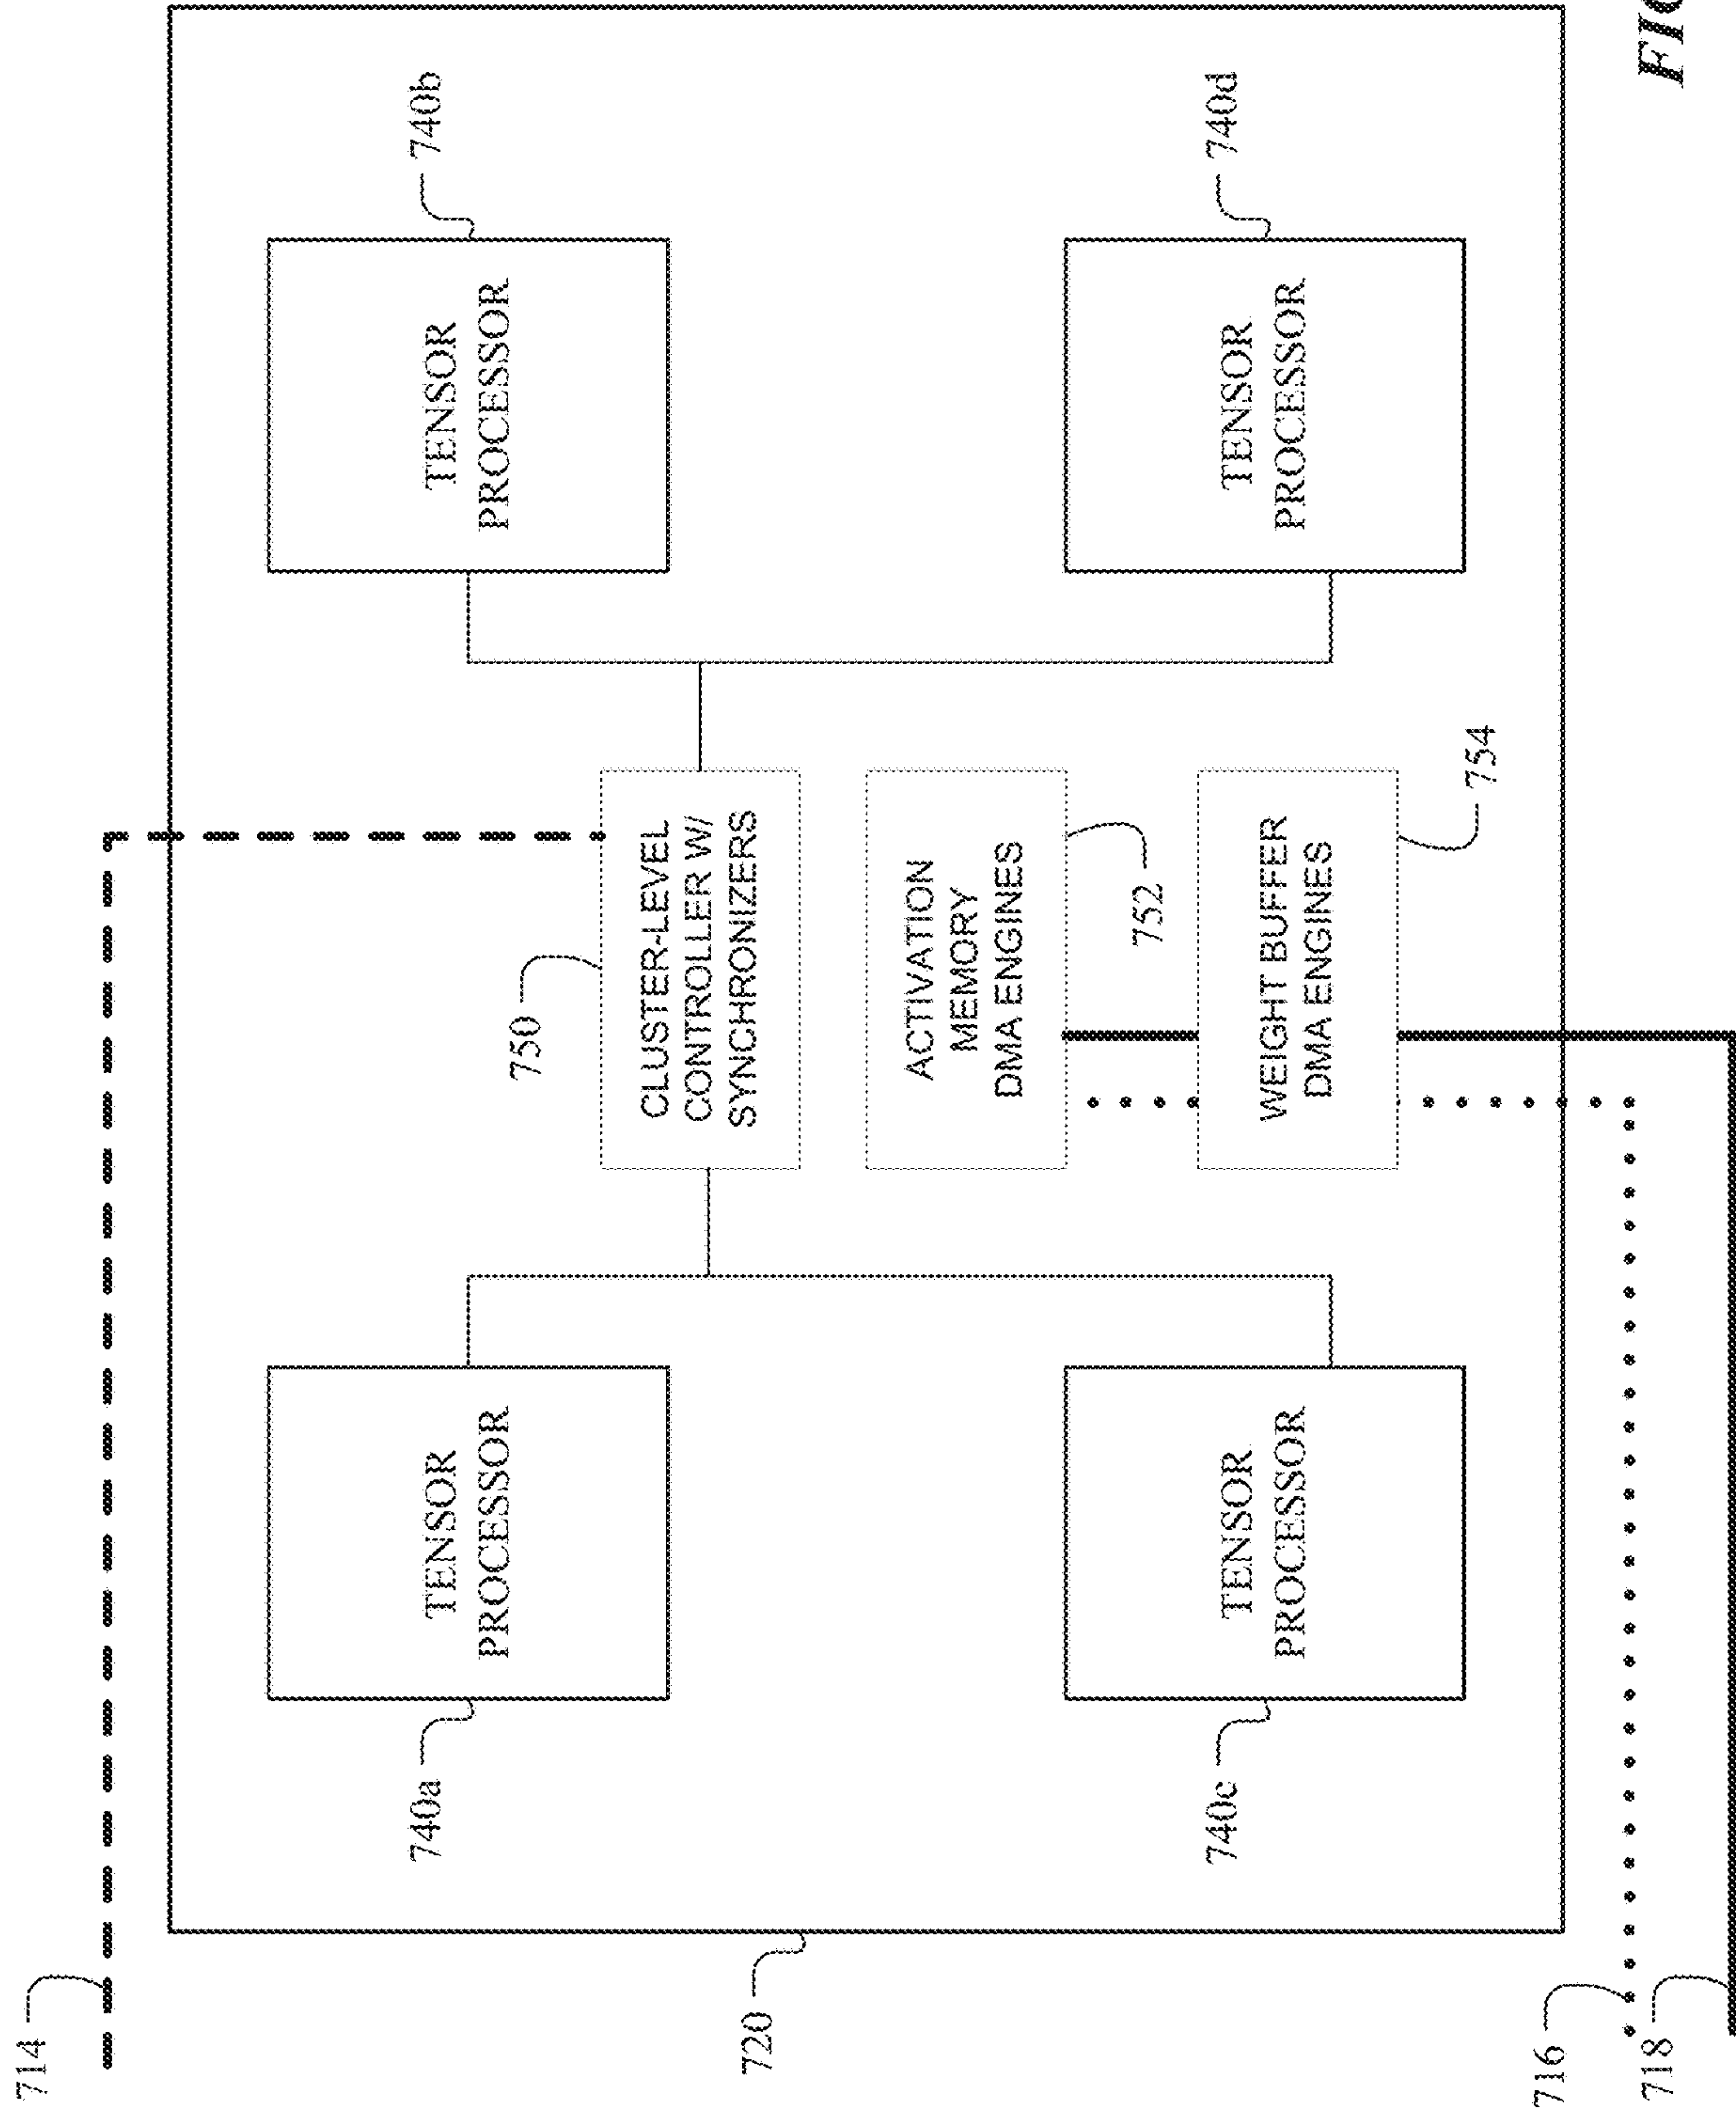 714
740a
TENSOR
PROCESSOR
TENSOR
PROCESSOR
740b
750
CLUSTER-LEVEL
CONTROLLER W/
SYNCHRONIZERS
720
ACTIVATION
MEMORY
DMA ENGINES
752
740c
TENSOR
PROCESSOR
WEIGHT BUFFER
DMA ENGINES
754
TENSOR
PROCESSOR
740d
716
718